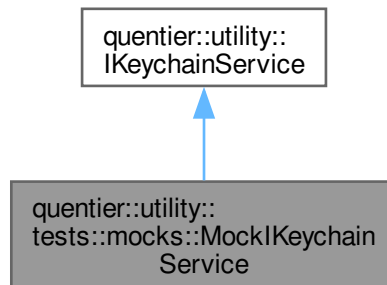 quentier::utility::
IKeychainService
quentier::utility::
tests::mocks::MockIKeychain
Service